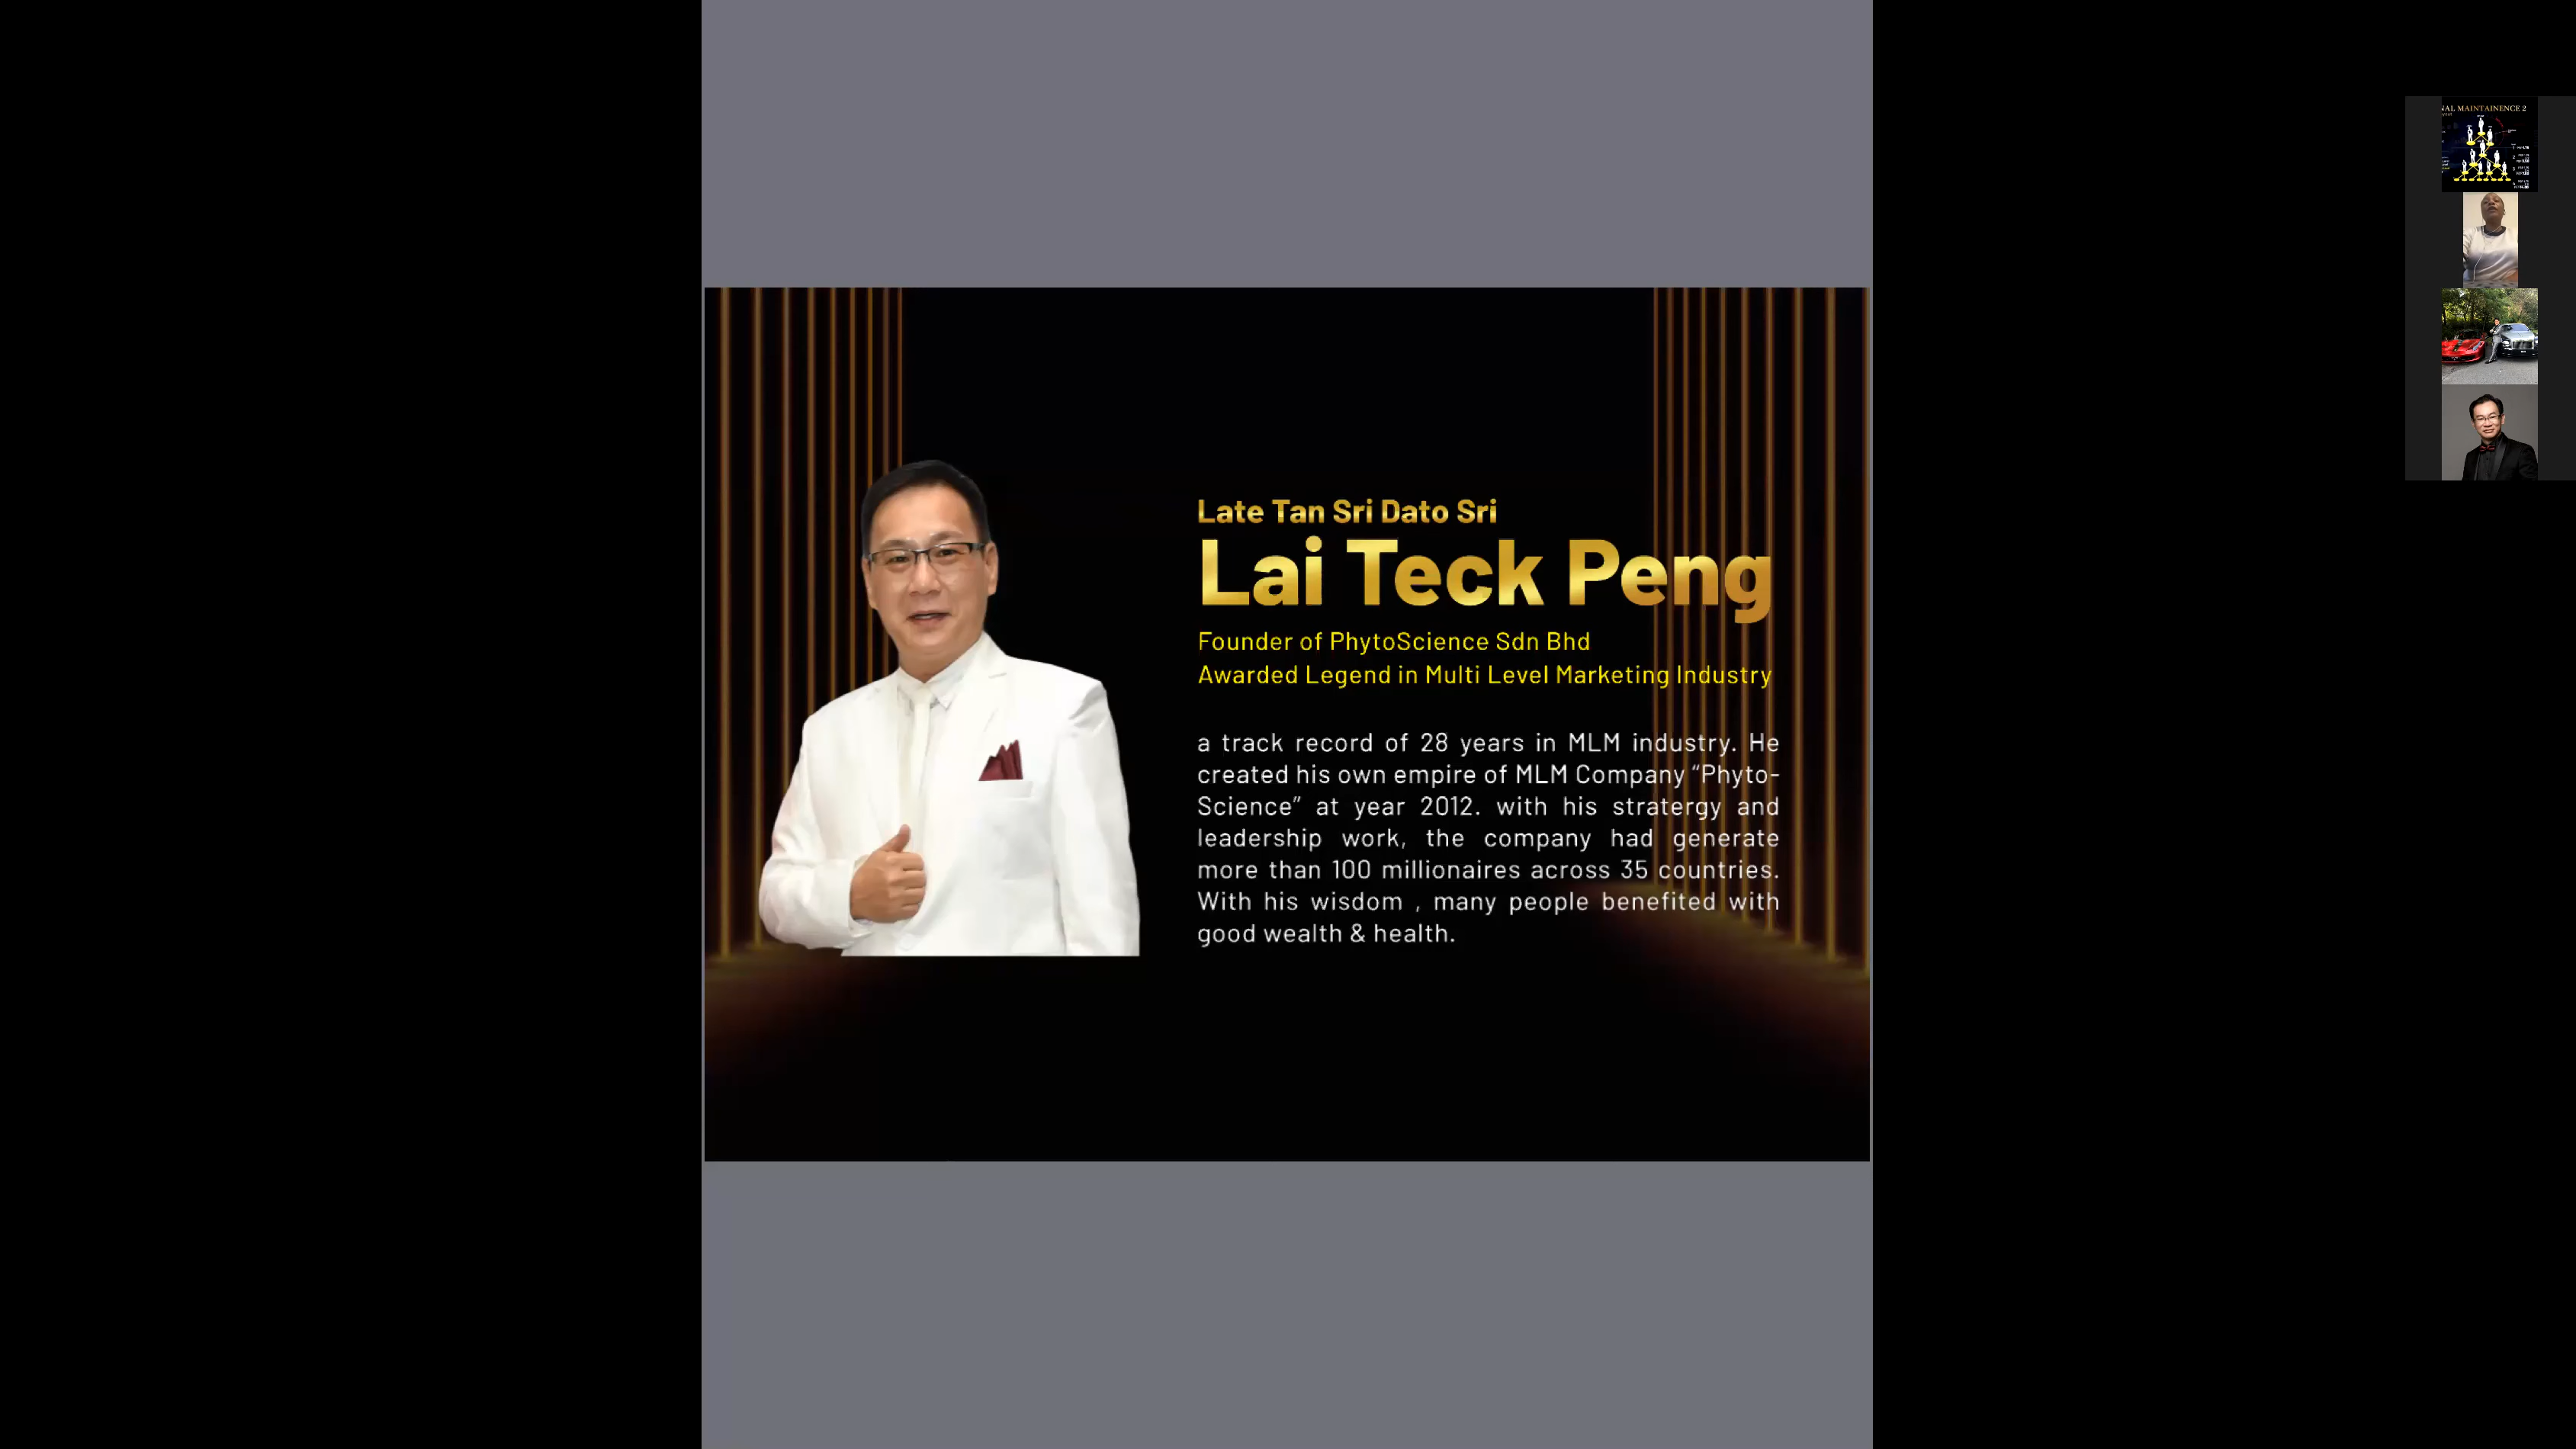 Late Tan Sri Dato Sri
Lai Teck Peng
Founder of PhytoScience Sdn Bhd
Awarded Legend in Multi Level Marketing Industry
a track record of 28 years in MLM industry. He
created his own empire of MLM Company “Phyto-
Science” at year 2012. with his stratergy and
leadership work, the company had generate
more than 100 millionaires across 35 countries.
With his wisdom , many people benefited with
good wealth & health.
MAINTAINENCE 2